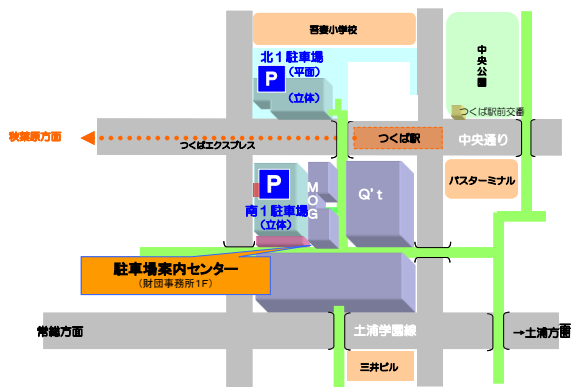 吾妻小学校
北1駐車場
(平面)
P
(立体)
中央公園
つくば駅前交番
秋葉原方面
つくばエクスプレス
つくば駅
中央通り
P
南1駐車場
(立体)
MOG
Q't
バスターミナル
駐車場案内センター
(財団事務所1F)
常総方面
土浦学園線
→土浦方面
三井ビル